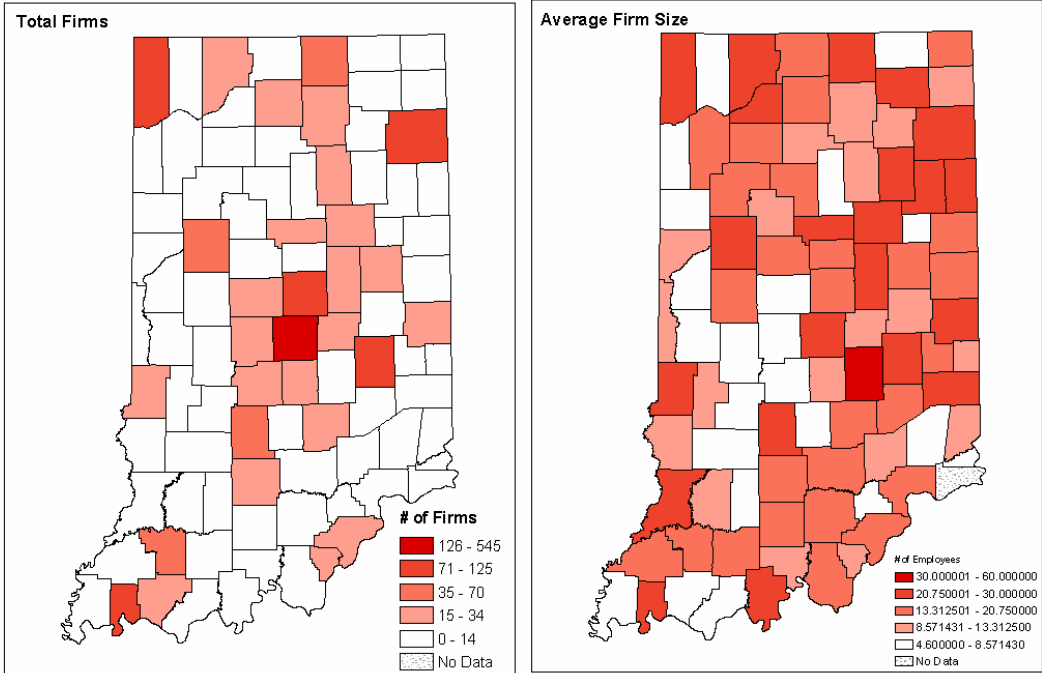 Total Firms
# of Firms
126 - 545
71 - 125
35 - 70
15 - 34
0 - 14
No Data
Average Firm Size
# of Employees
30.000001 - 60.000000
20.750001 - 30.000000
13.312501 - 20.750000
8.571431 - 13.312500
4.600000 - 8.571430
No Data